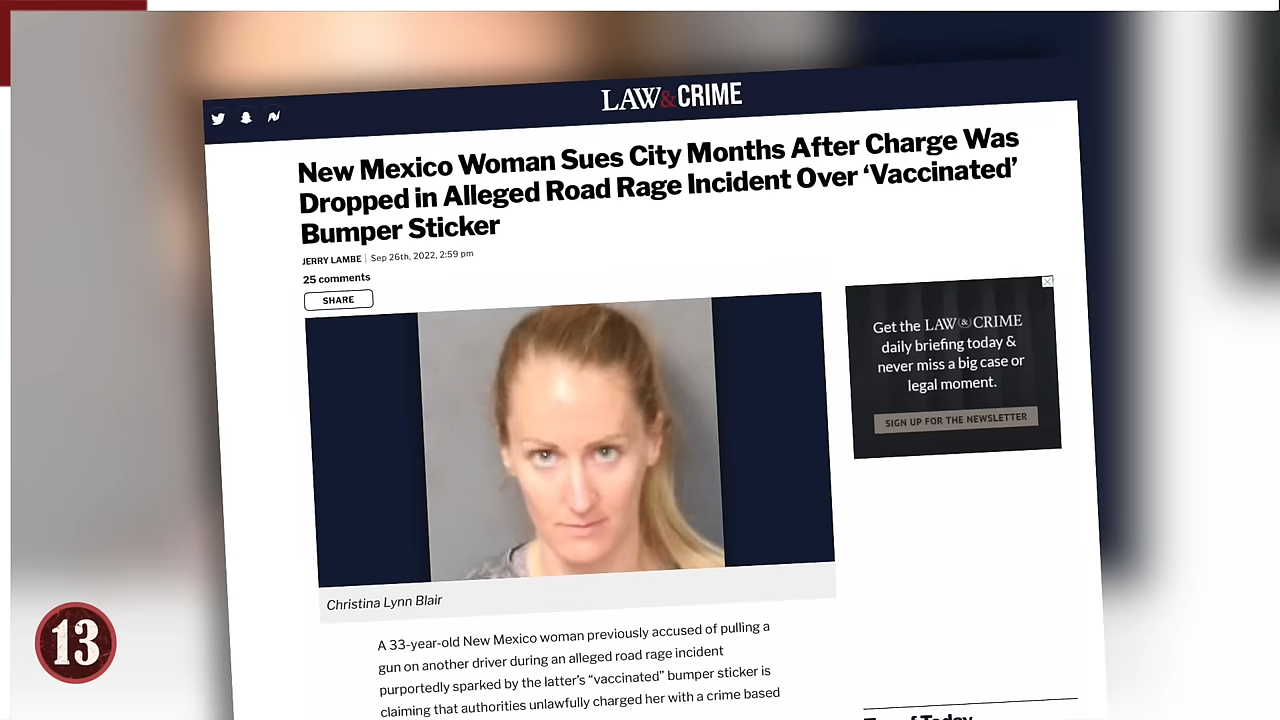 LAW&CRIME
New Mexico Woman Sues City Months After Charge Was
Dropped in Alleged Road Rage Incident Over ‘Vaccinated’
Bumper Sticker
JERRY LAMBE | Sep 26th, 2022, 2:59 pm
25 comments
SHARE
Get the LAW&CRIME
daily briefing today &
never miss a big case or
legal moment.
SIGN UP FOR THE NEWSLETTER
Christina Lynn Blair
A 33-year-old New Mexico woman previously accused of pulling a
gun on another driver during an alleged road rage incident
purportedly sparked by the latter’s “vaccinated” bumper sticker is
claiming that authorities unlawfully charged her with a crime based
13